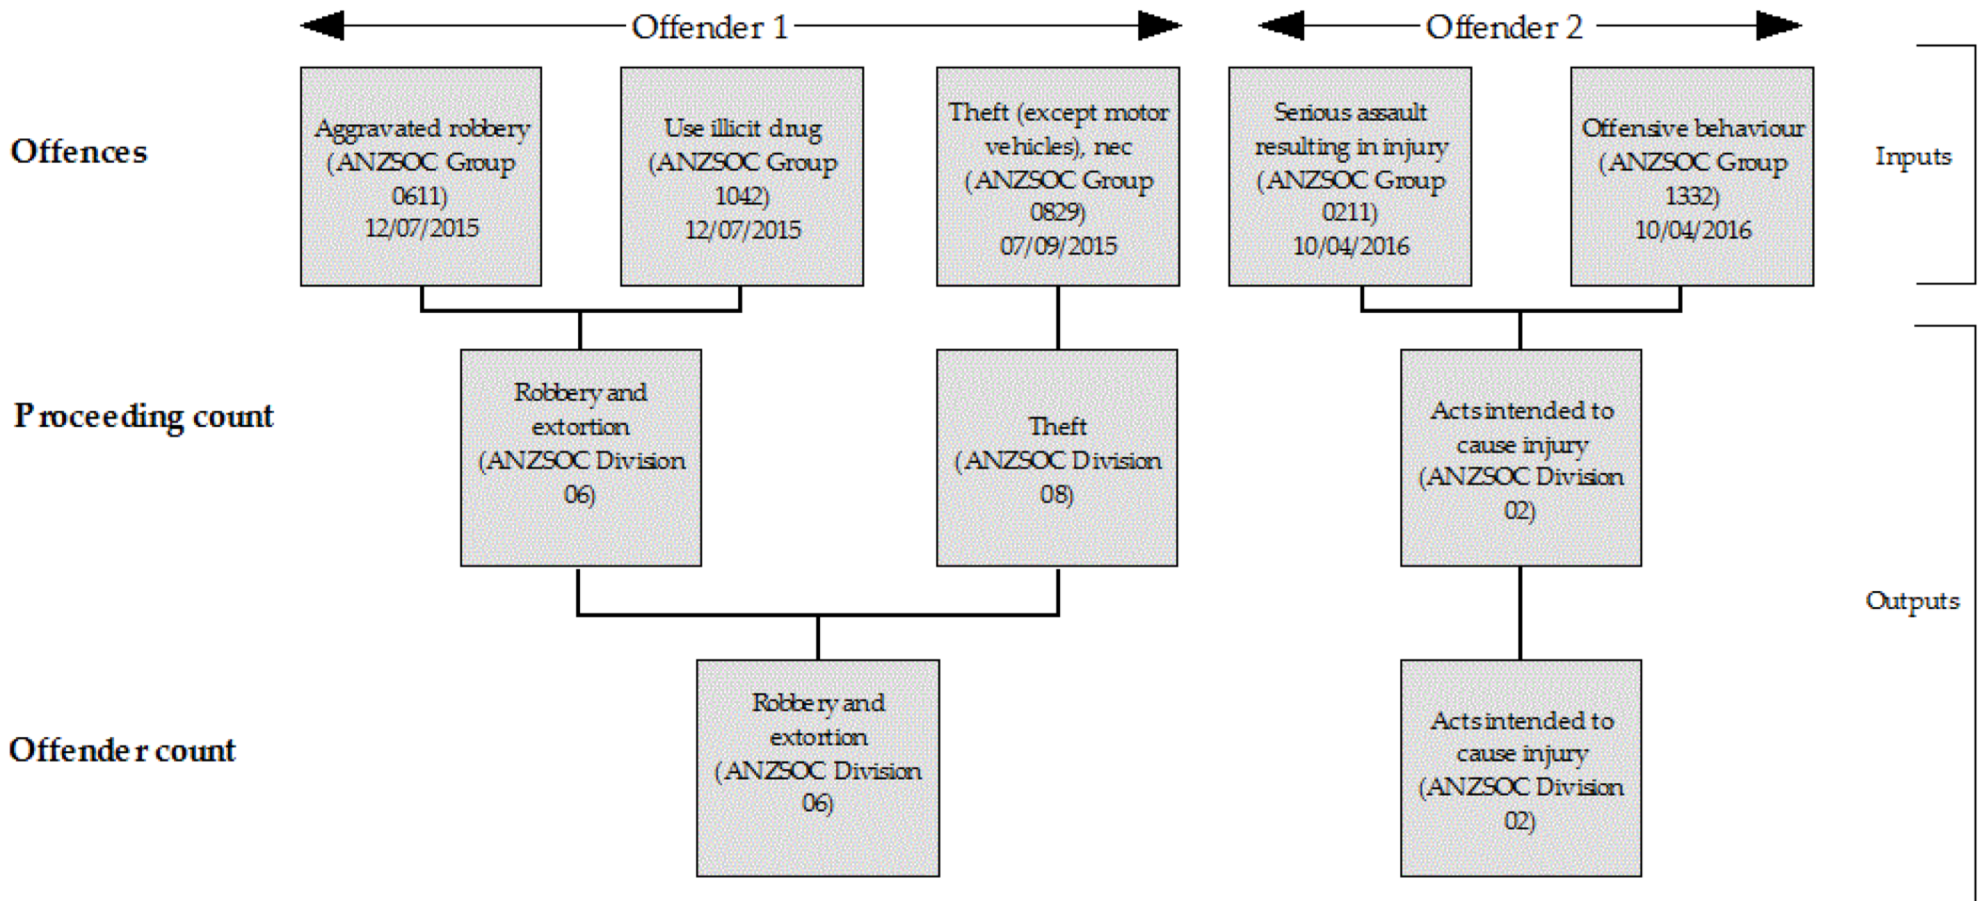 Offender 1
Offender 2
Offences
Aggravated robbery
(ANZSOC Group
0611)
12/07/2015
Use illicit drug
(ANZSOC Group
1042)
12/07/2015
Theft (except motor
vehicles), nec
(ANZSOC Group
0829)
07/09/2015
Serious assault
resulting in injury
(ANZSOC Group
0211)
10/04/2016
Offensive behaviour
(ANZSOC Group
1332)
10/04/2016
Inputs
Proceeding count
Robbery and
extortion
(ANZSOC Division
06)
Theft
(ANZSOC Division
08)
Acts intended to
cause injury
(ANZSOC Division
02)
Outputs
Offender count
Robbery and
extortion
(ANZSOC Division
06)
Acts intended to
cause injury
(ANZSOC Division
02)